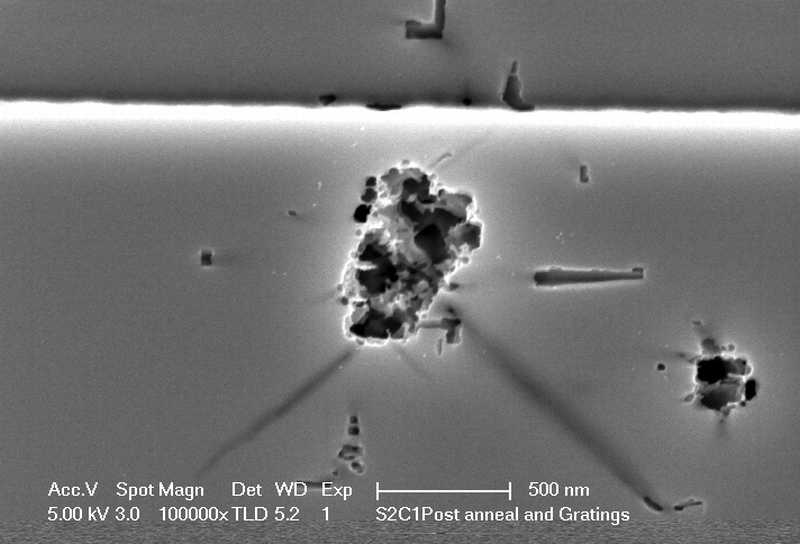 Acc.V Spot Magn Det WD Exp 500 nm
5.00 kV 3.0 100000x TLD 5.2 1 S2C1Post anneal and Gratings